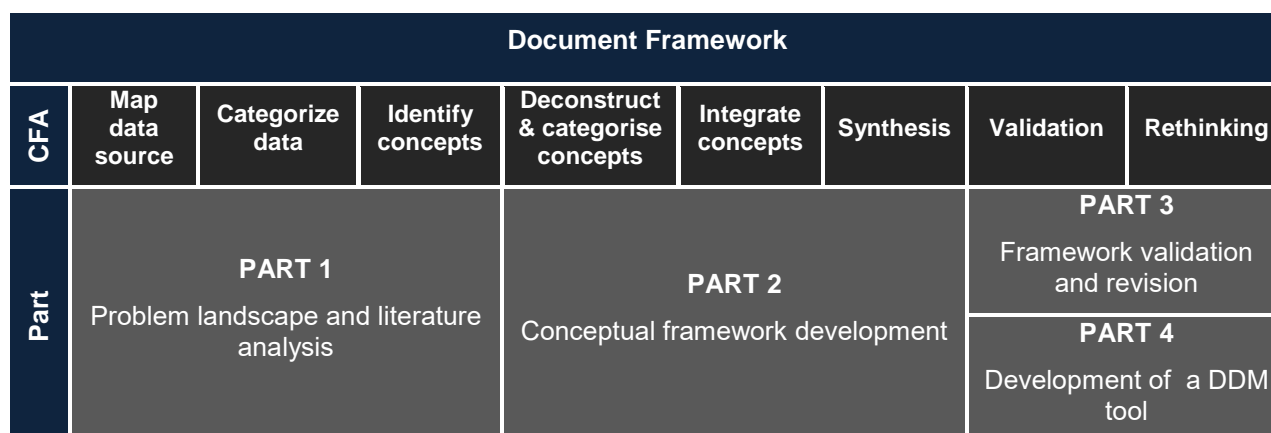 Document Framework
CFA
Map
data
source
Categorize
data
Identify
concepts
Deconstruct
& categorise
concepts
Integrate
concepts
Synthesis
Validation
Rethinking
Part
PART 1
Problem landscape and literature
analysis
PART 2
Conceptual framework development
PART 3
Framework validation
and revision
PART 4
Development of a DDM
tool